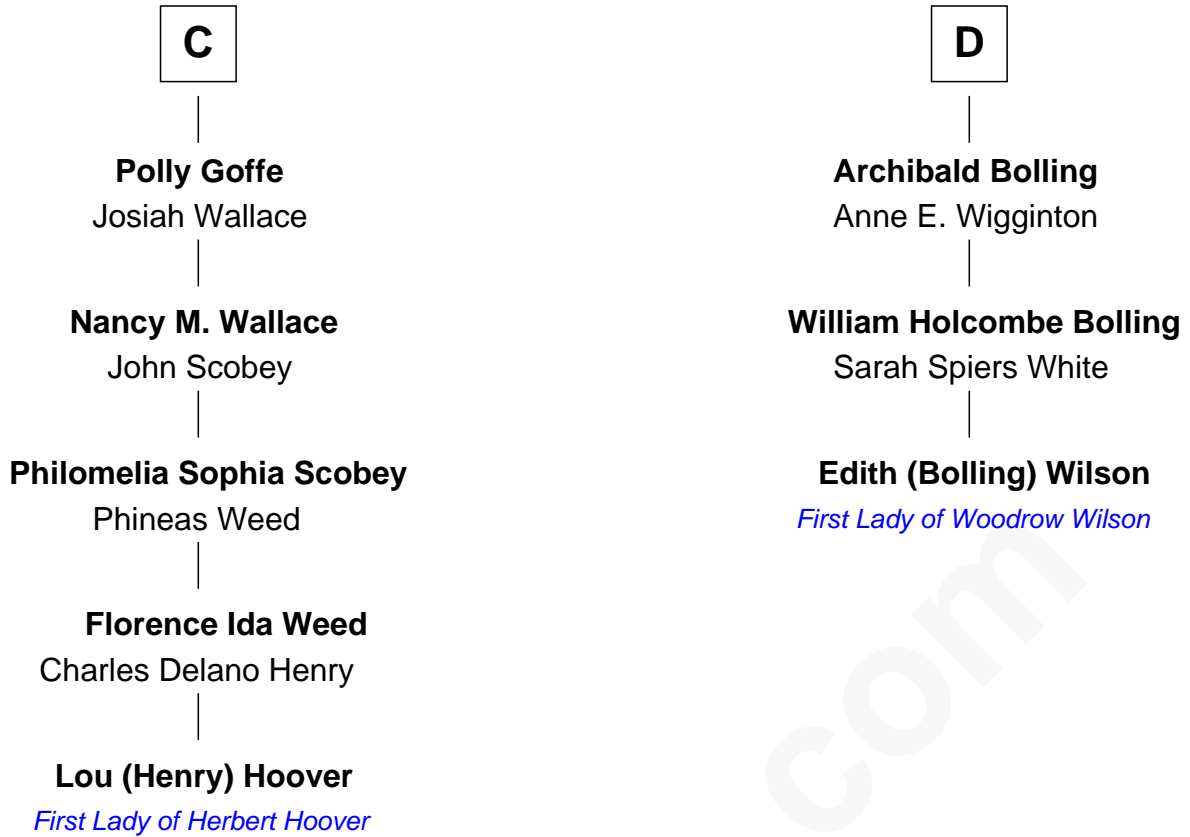 C
Polly Goffe
Josiah Wallace
Nancy M. Wallace
John Scobey
Philomelia Sophia Scobey
Phineas Weed
Florence Ida Weed
Charles Delano Henry
Lou (Henry) Hoover
First Lady of Herbert Hoover
D
Archibald Bolling
Anne E. Wigginton
William Holcombe Bolling
Sarah Spiers White
Edith (Bolling) Wilson
First Lady of Woodrow Wilson
com